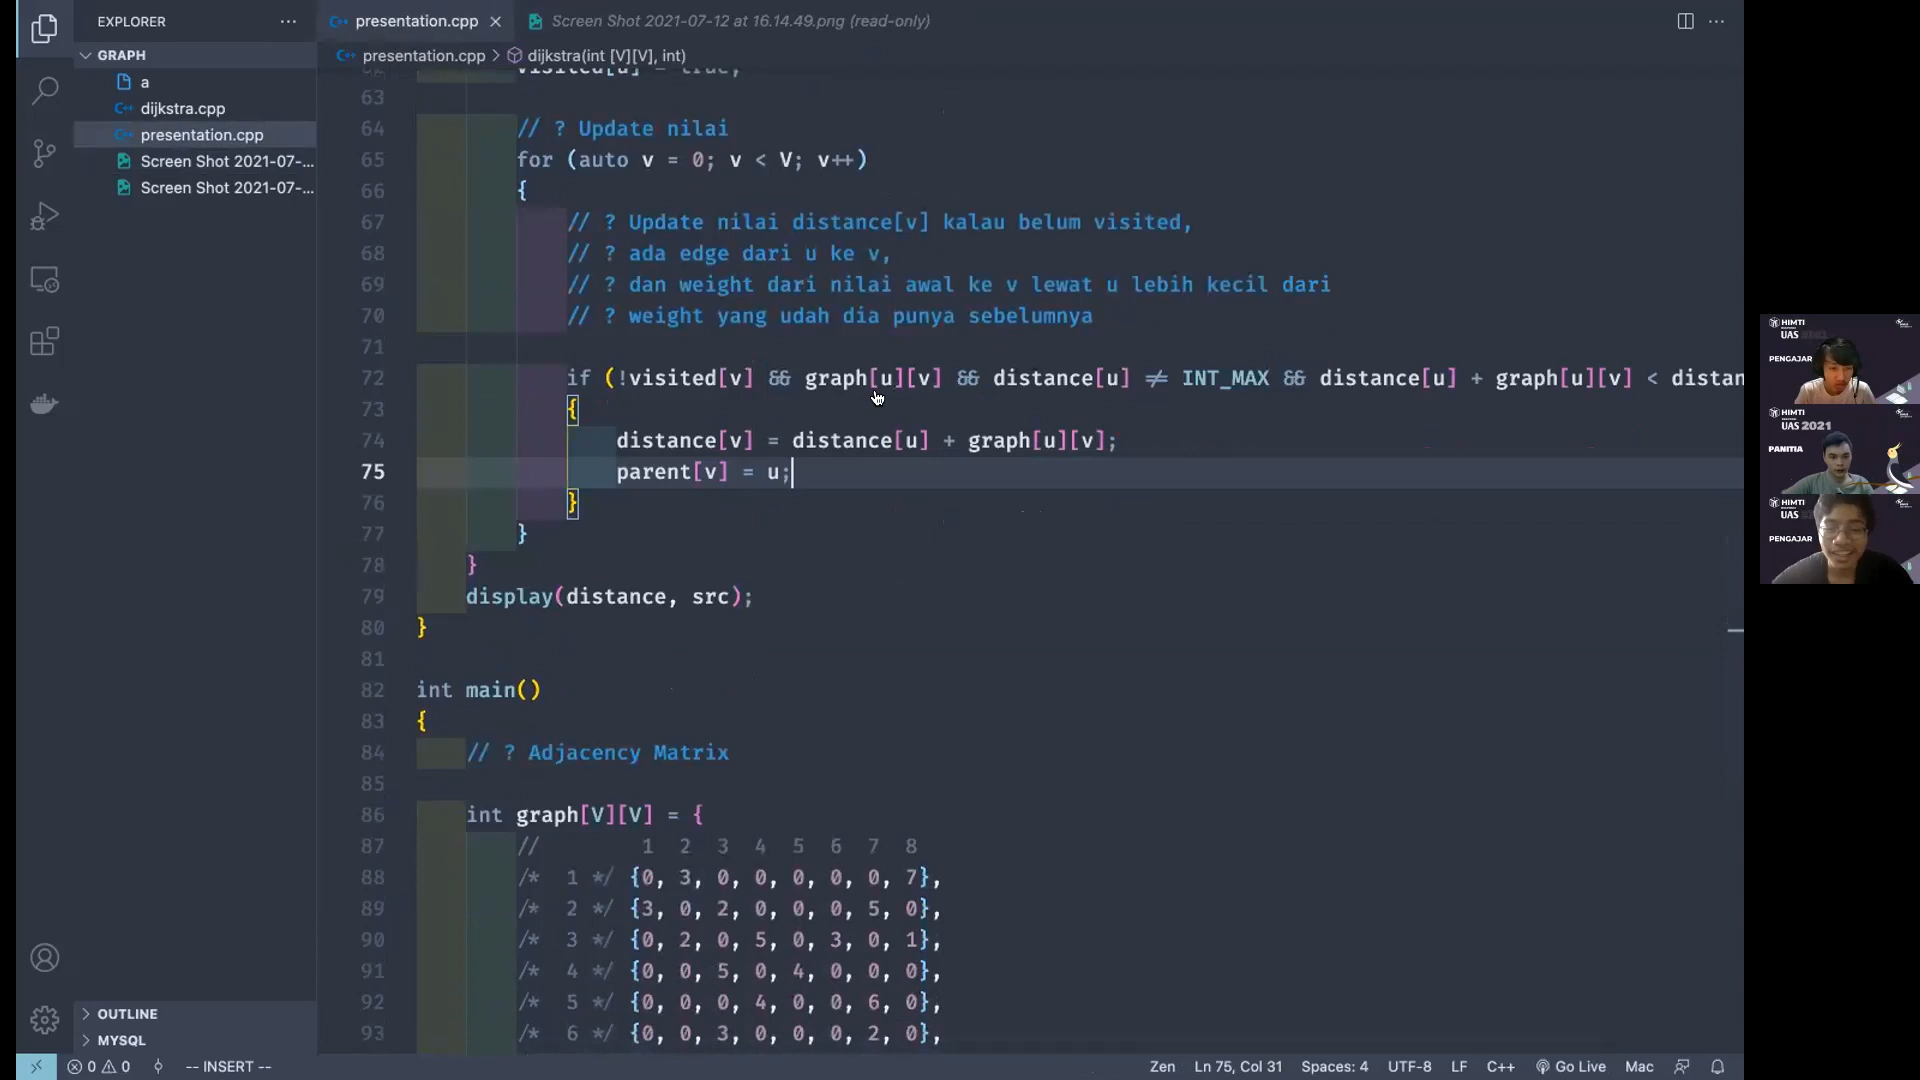 EXPLORER
GRAPH
a
dijkstra.cpp
presentation.cpp
Screen Shot 2021-07-...
Screen Shot 2021-07-...
OUTLINE
MYSQL
presentation.cpp
Screen Shot 2021-07-12 at 16.14.49.png (read-only)
presentation.cpp > dijkstra(int [V][V], int)
62 visited[u] = true;
63
64 // ? Update nilai
65 for (auto v = 0; v < V; v++)
66 {
67 // ? Update nilai distance[v] kalau belum visited,
68 // ? ada edge dari u ke v,
69 // ? dan weight dari nilai awal ke v lewat u lebih kecil dari
70 // ? weight yang udah dia punya sebelumnya
71
72 if (!visited[v] && graph[u][v] && distance[u] ≠ INT_MAX && distance[u] + graph[u][v] < distan
73 {
74 distance[v] = distance[u] + graph[u][v];
75 parent[v] = u;
76 }
77 }
78 }
79 display(distance, src);
80 }
81
82 int main()
83 {
84 // ? Adjacency Matrix
85
86 int graph[V][V] = {
87 // 1 2 3 4 5 6 7 8
88 /* 1 */ {0, 3, 0, 0, 0, 0, 0, 7},
89 /* 2 */ {3, 0, 2, 0, 0, 0, 5, 0},
90 /* 3 */ {0, 2, 0, 5, 0, 3, 0, 1},
91 /* 4 */ {0, 0, 5, 0, 4, 0, 0, 0},
92 /* 5 */ {0, 0, 0, 4, 0, 0, 6, 0},
93 /* 6 */ {0, 0, 3, 0, 0, 0, 2, 0},
HIMTI
UAS
PENGAJAR
HIMTI
UAS 2021
PANITIA
HIMTI
UAS
PENGAJAR
0 0 -- INSERT --
Zen Ln 75, Col 31 Spaces: 4 UTF-8 LF C++ Go Live Mac